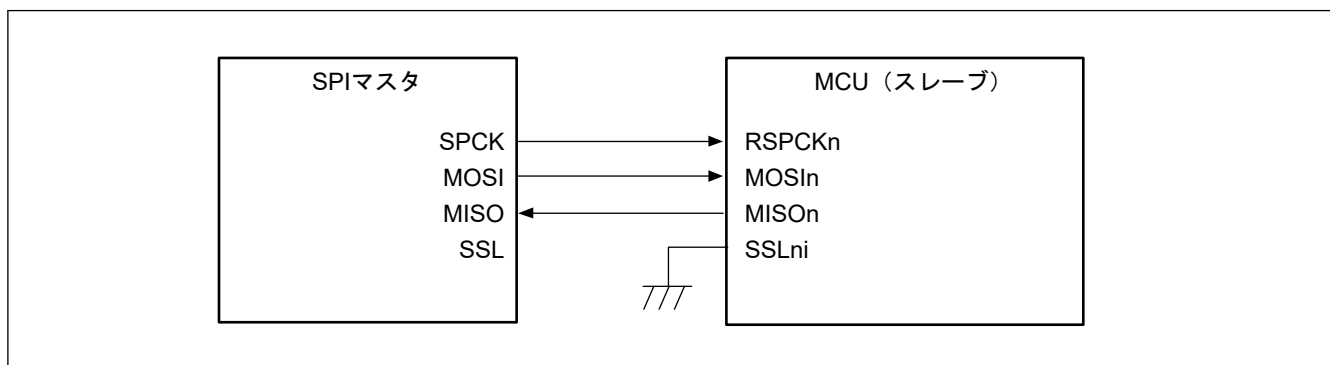 SPIマスタ
SPCK
MOSI
MISO
SSL
MCU（スレーブ）
RSPCKn
MOSIn
MISOn
SSLni